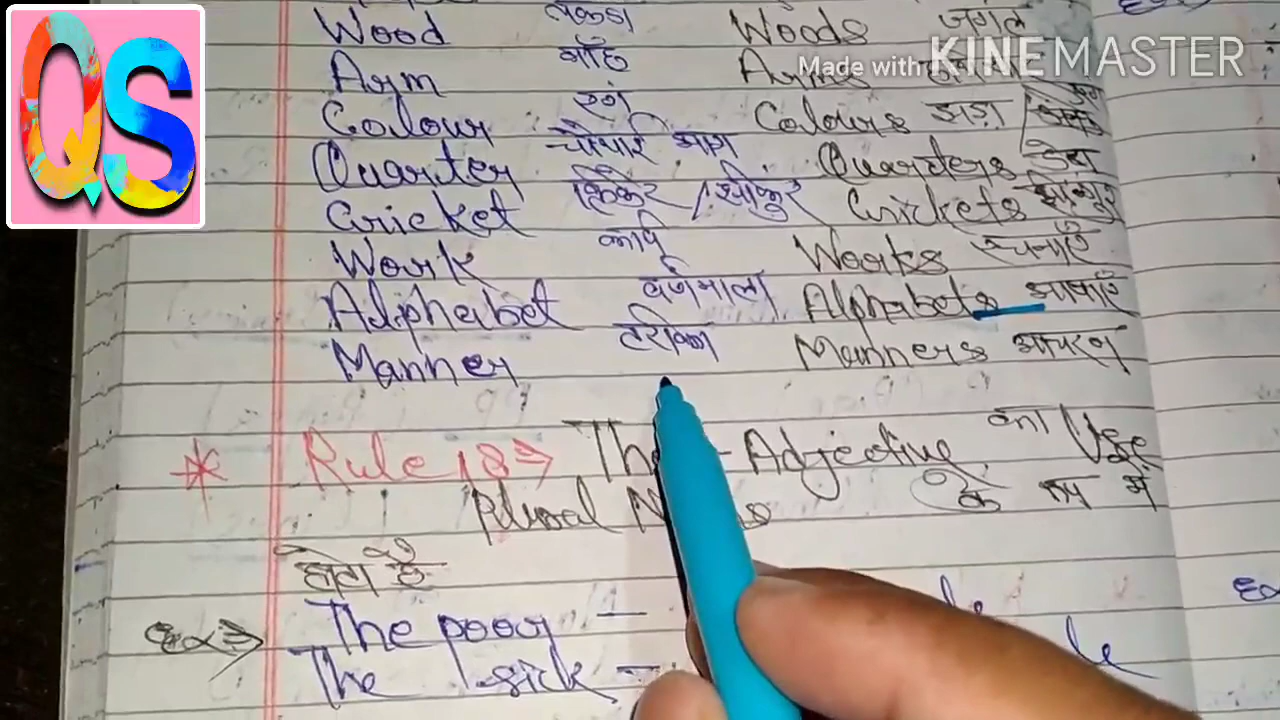 QS
Made with KINEMASTER
Wood लकडी Woods जंगल
Arm बाँह Arms
Colour रंग Colours झंडा
Quarter चौथाई भाग Quarters डेरा
Cricket क्रिकेट / झींगुर Crickets झींगुर
Work कार्य Works रचनाएँ
Alphabet वर्णमाला Alphabets भाषाएँ
Manner तरीका Manners आचरण
* Rule 18 ⇒ The + Adjective का Use
Plural के रूप में
होता है
Ex ⇒ The poor –
The sick –